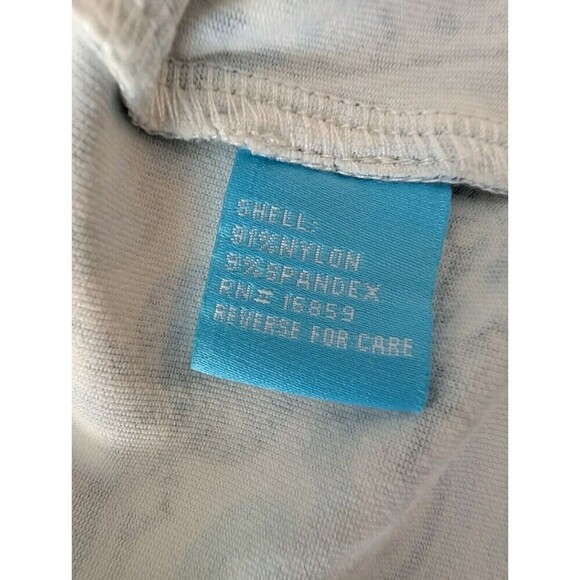 SHELL:
91%NYLON
9%SPANDEX
RN# 16859
REVERSE FOR CARE